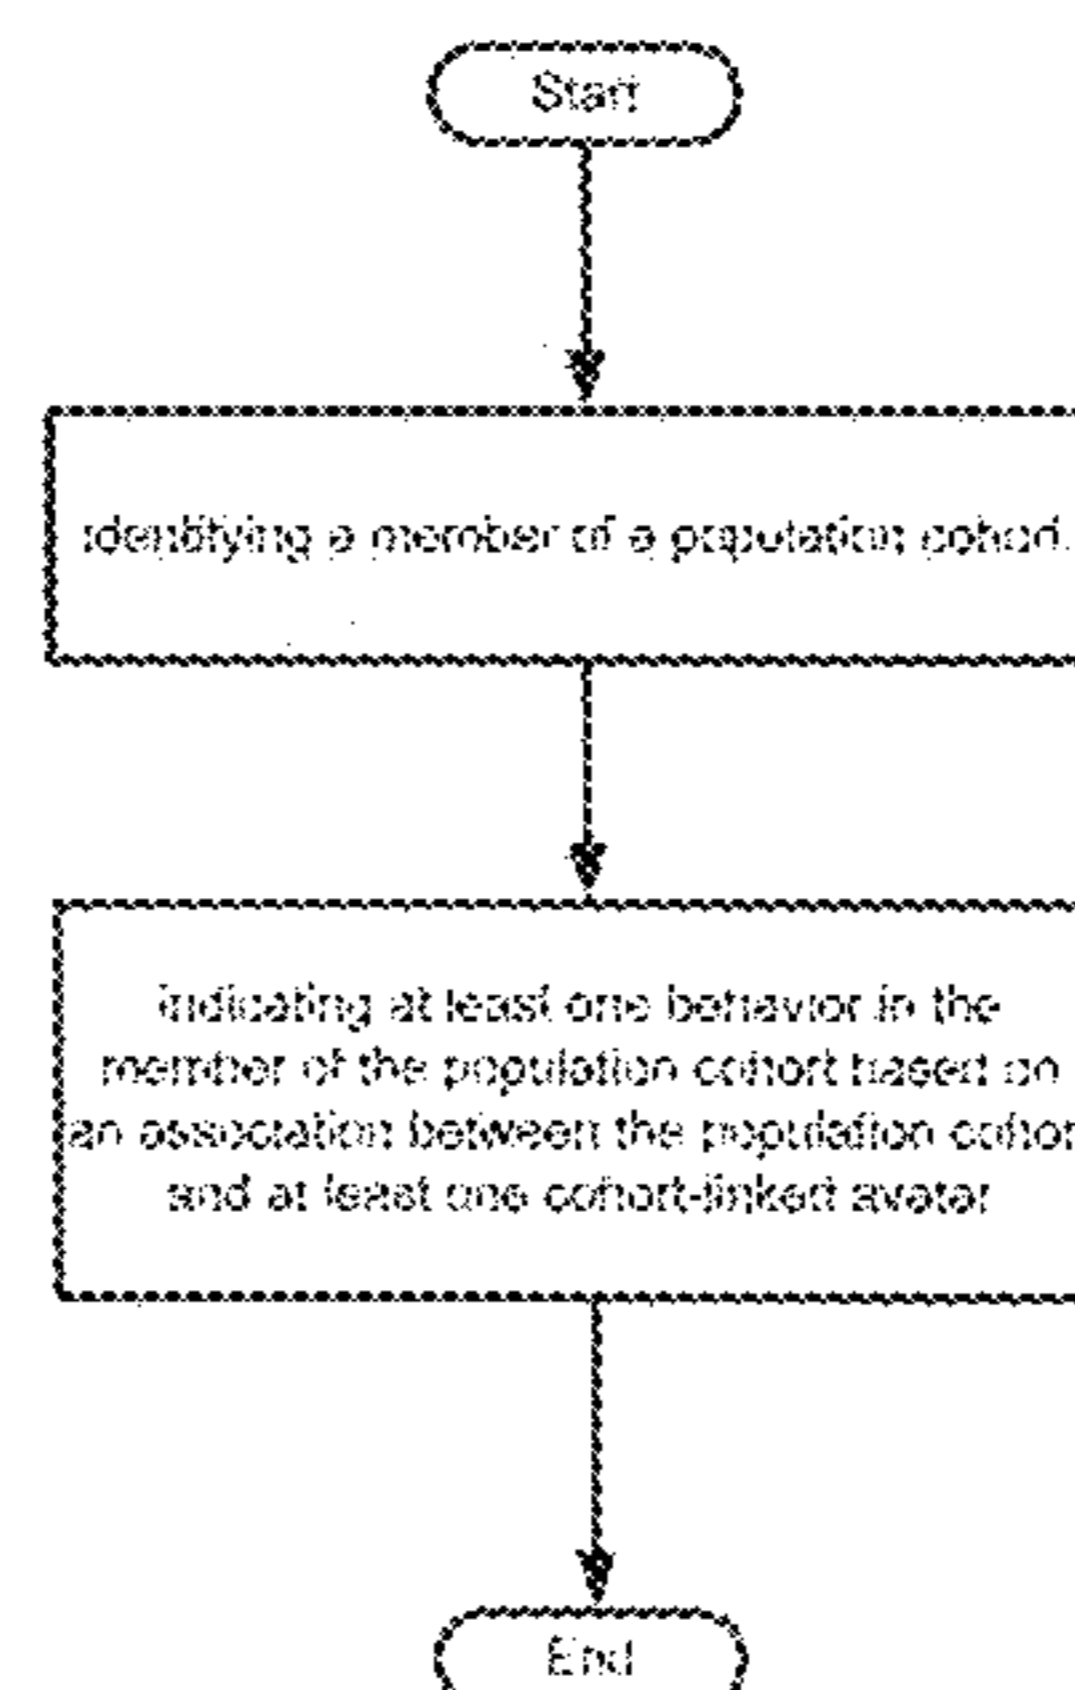 Start
identifying a member of a population cohort.
indicating at least one behavior in the
member of the population cohort based on
an association between the population cohor
and at least one cohort-linked avatar
End